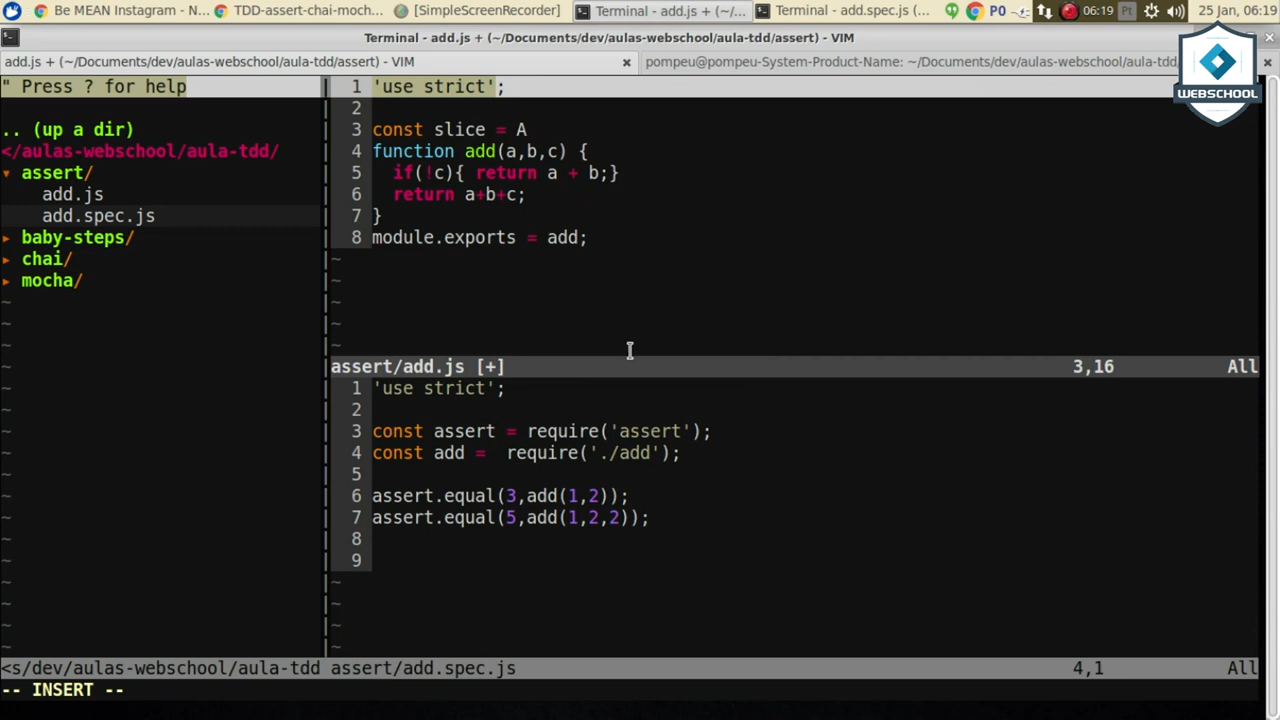 Be MEAN Instagram - N...
TDD-assert-chai-moch...
[SimpleScreenRecorder]
Terminal - add.js + (~/...
Terminal - add.spec.js (...
P0
06:19
Pt
25 Jan, 06:19
Terminal - add.js + (~/Documents/dev/aulas-webschool/aula-tdd/assert) - VIM
add.js + (~/Documents/dev/aulas-webschool/aula-tdd/assert) - VIM
pompeu@pompeu-System-Product-Name: ~/Documents/dev/aulas-webschool/aula-tdd/
WEBSCHOOL
" Press ? for help
.. (up a dir)
</aulas-webschool/aula-tdd/
▾ assert/
add.js
add.spec.js
▸ baby-steps/
▸ chai/
▸ mocha/
1 'use strict';
2
3 const slice = A
4 function add(a,b,c) {
5   if(!c){ return a + b;}
6   return a+b+c;
7 }
8 module.exports = add;
~
~
~
~
~
assert/add.js [+] 3,16 All
1 'use strict';
2
3 const assert = require('assert');
4 const add =  require('./add');
5
6 assert.equal(3,add(1,2));
7 assert.equal(5,add(1,2,2));
8
9
~
~
~
~
<s/dev/aulas-webschool/aula-tdd assert/add.spec.js 4,1 All
-- INSERT --